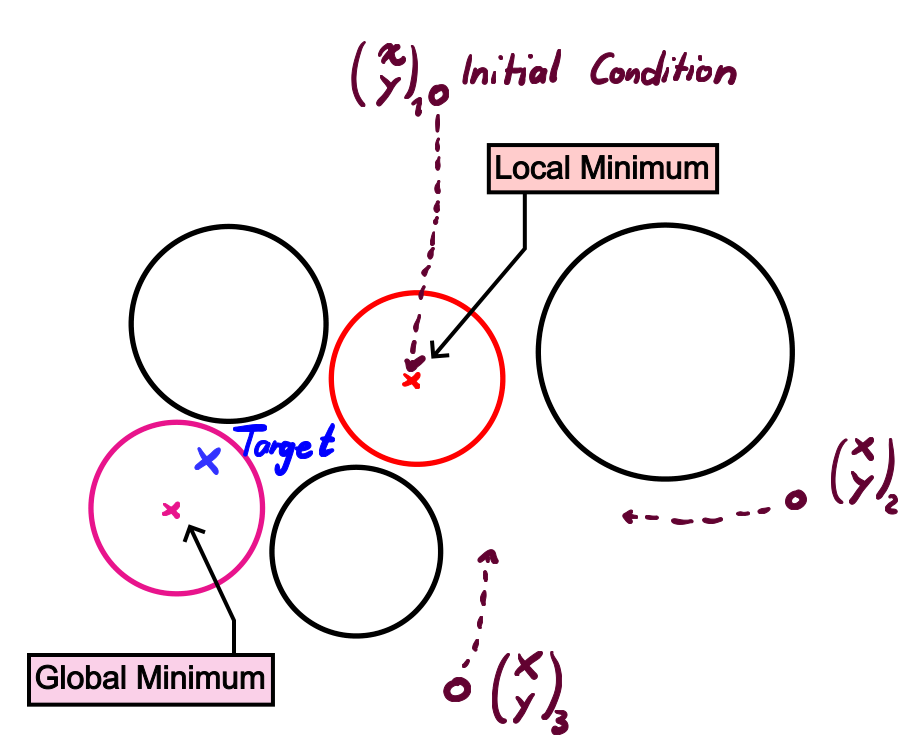 (x y)₁ Initial Condition
Local Minimum
Target
(x y)₂
Global Minimum
(x y)₃